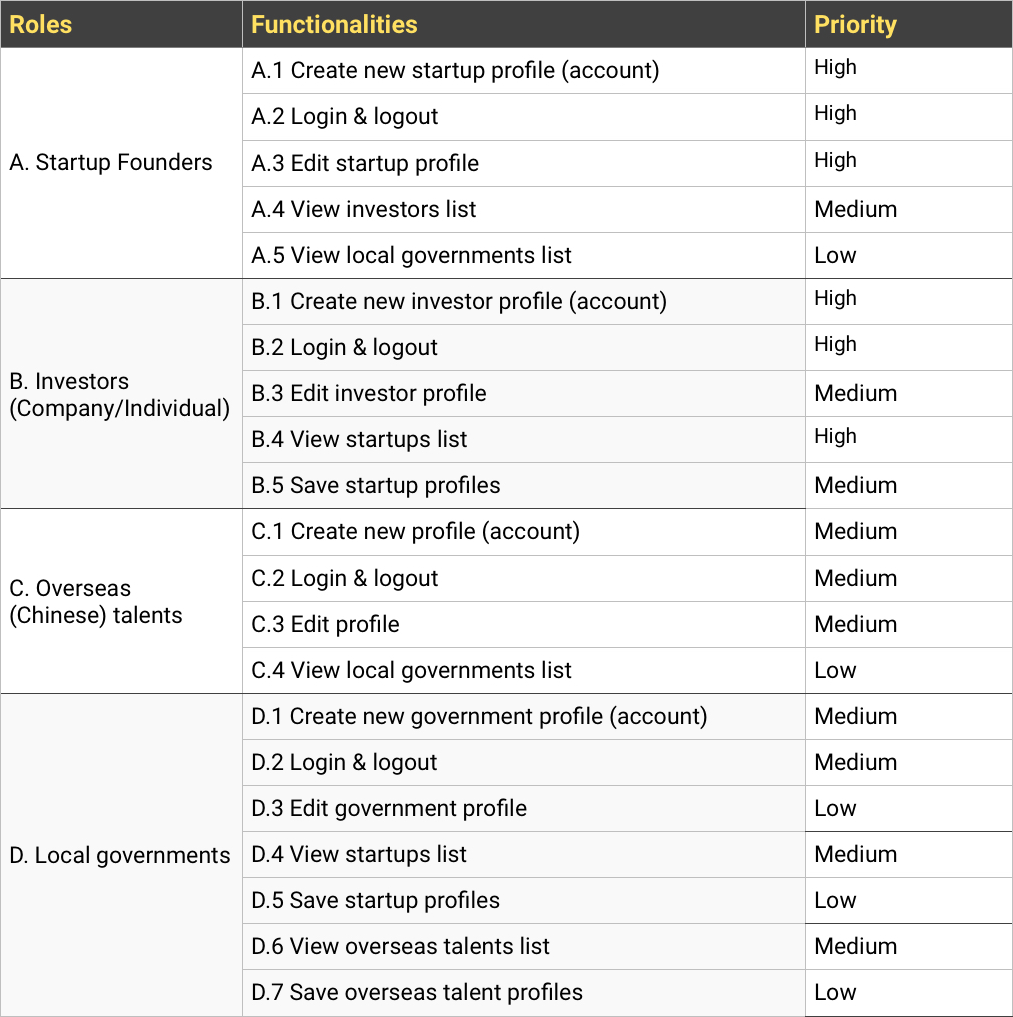 Roles Functionalities Priority
A. Startup Founders
A.1 Create new startup profile (account) High
A.2 Login & logout High
A.3 Edit startup profile High
A.4 View investors list Medium
A.5 View local governments list Low
B. Investors
(Company/Individual)
B.1 Create new investor profile (account) High
B.2 Login & logout High
B.3 Edit investor profile Medium
B.4 View startups list High
B.5 Save startup profiles Medium
C. Overseas
(Chinese) talents
C.1 Create new profile (account) Medium
C.2 Login & logout Medium
C.3 Edit profile Medium
C.4 View local governments list Low
D. Local governments
D.1 Create new government profile (account) Medium
D.2 Login & logout Medium
D.3 Edit government profile Low
D.4 View startups list Medium
D.5 Save startup profiles Low
D.6 View overseas talents list Medium
D.7 Save overseas talent profiles Low